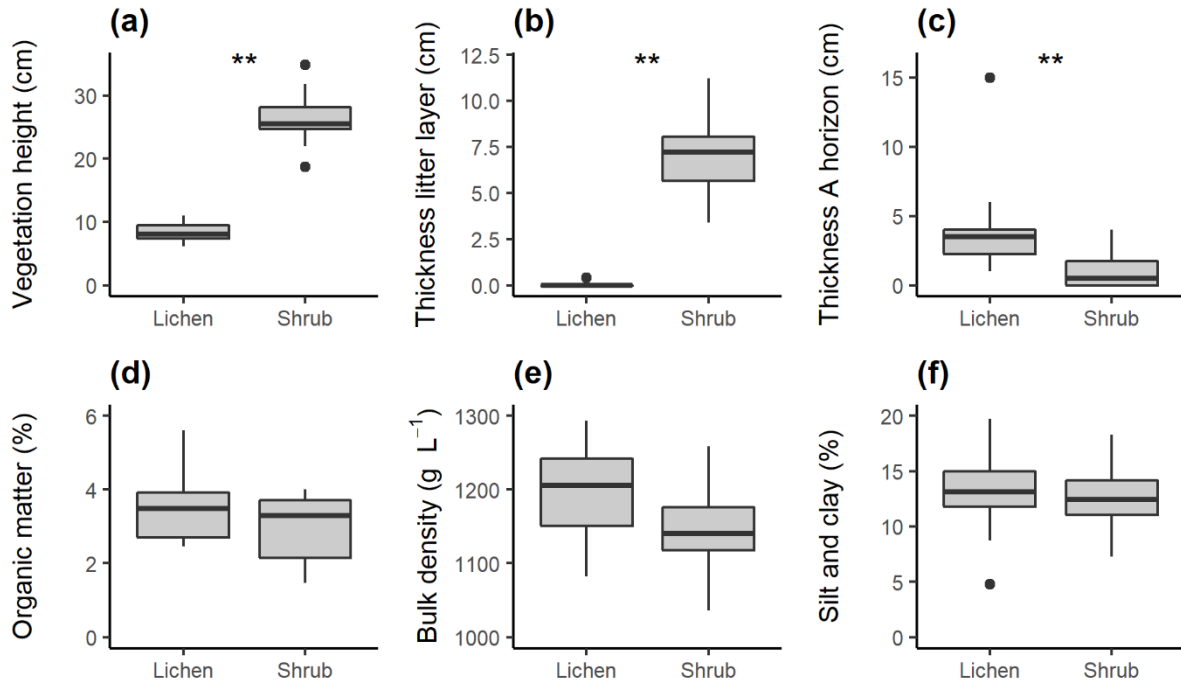 (a)
Vegetation height (cm)
**
30
20
10
0
Lichen Shrub
(b)
Thickness litter layer (cm)
**
12.5
10.0
7.5
5.0
2.5
0.0
Lichen Shrub
(c)
Thickness A horizon (cm)
**
15
10
5
0
Lichen Shrub
(d)
Organic matter (%)
6
4
2
0
Lichen Shrub
(e)
Bulk density (g L⁻¹)
1300
1200
1100
1000
Lichen Shrub
(f)
Silt and clay (%)
20
15
10
5
0
Lichen Shrub